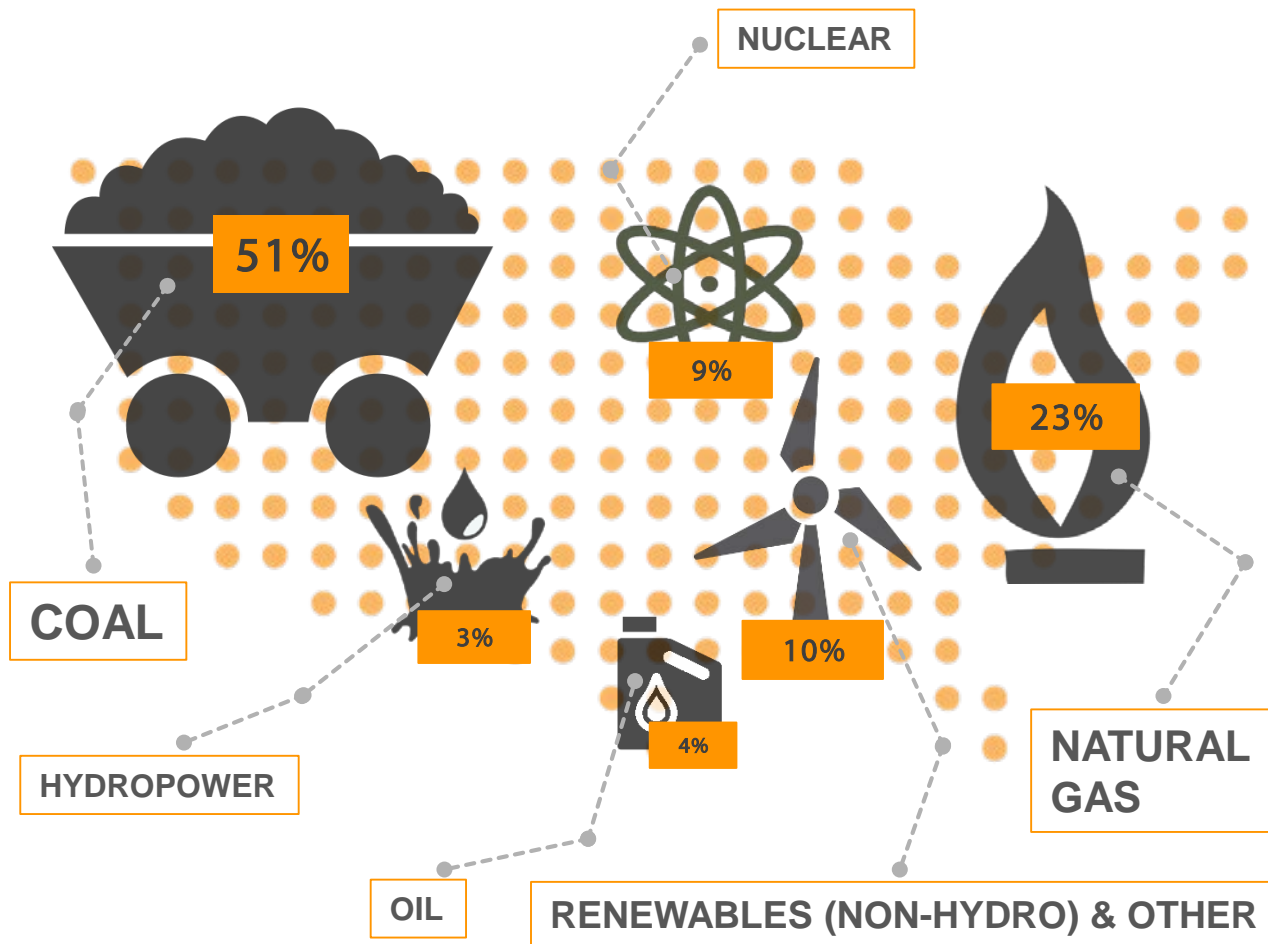 NUCLEAR
51%
9%
23%
COAL
3%
10%
4%
HYDROPOWER
NATURAL
GAS
OIL
RENEWABLES (NON-HYDRO) & OTHER